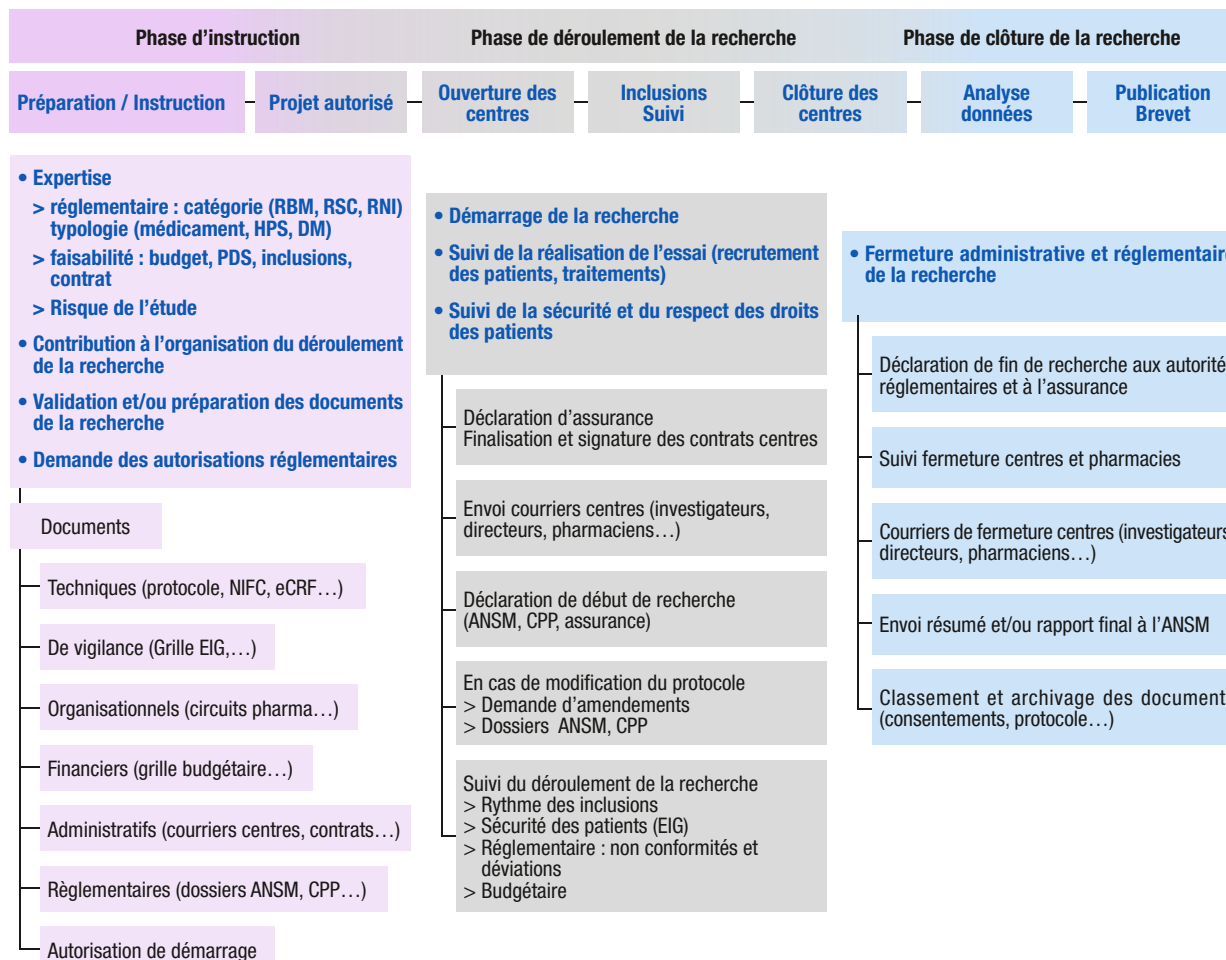 Phase d'instruction
Phase de déroulement de la recherche
Phase de clôture de la recherche
Préparation / Instruction
Projet autorisé
Ouverture des
centres
Inclusions
Suivi
Clôture des
centres
Analyse
données
Publication
Brevet
• Expertise
> réglementaire : catégorie (RBM, RSC, RNI)
typologie (médicament, HPS, DM)
> faisabilité : budget, PDS, inclusions,
contrat
> Risque de l'étude
• Contribution à l'organisation du déroulement
de la recherche
• Validation et/ou préparation des documents
de la recherche
• Demande des autorisations réglementaires
Documents
Techniques (protocole, NIFC, eCRF…)
De vigilance (Grille EIG,…)
Organisationnels (circuits pharma…)
Financiers (grille budgétaire…)
Administratifs (courriers centres, contrats…)
Règlementaires (dossiers ANSM, CPP…)
Autorisation de démarrage
• Démarrage de la recherche
• Suivi de la réalisation de l'essai (recrutement
des patients, traitements)
• Suivi de la sécurité et du respect des droits
des patients
Déclaration d'assurance
Finalisation et signature des contrats centres
Envoi courriers centres (investigateurs,
directeurs, pharmaciens…)
Déclaration de début de recherche
(ANSM, CPP, assurance)
En cas de modification du protocole
> Demande d'amendements
> Dossiers ANSM, CPP
Suivi du déroulement de la recherche
> Rythme des inclusions
> Sécurité des patients (EIG)
> Réglementaire : non conformités et
déviations
> Budgétaire
• Fermeture administrative et réglementaire
de la recherche
Déclaration de fin de recherche aux autorité
réglementaires et à l'assurance
Suivi fermeture centres et pharmacies
Courriers de fermeture centres (investigateurs
directeurs, pharmaciens…)
Envoi résumé et/ou rapport final à l'ANSM
Classement et archivage des document
(consentements, protocole…)